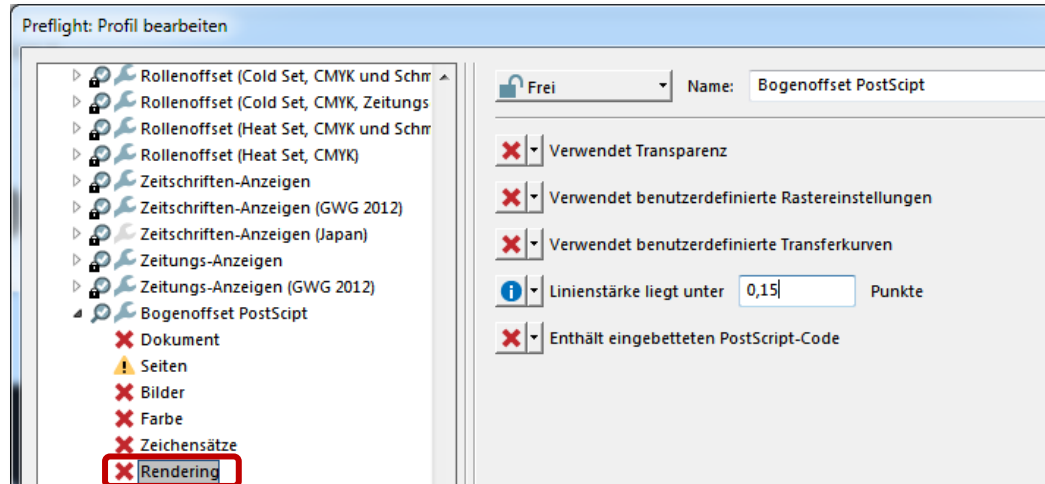 Preflight: Profil bearbeiten
Rollenoffset (Cold Set, CMYK und Schm
Rollenoffset (Cold Set, CMYK, Zeitungs
Rollenoffset (Heat Set, CMYK und Schm
Rollenoffset (Heat Set, CMYK)
Zeitschriften-Anzeigen
Zeitschriften-Anzeigen (GWG 2012)
Zeitschriften-Anzeigen (Japan)
Zeitungs-Anzeigen
Zeitungs-Anzeigen (GWG 2012)
Bogenoffset PostScipt
Dokument
Seiten
Bilder
Farbe
Zeichensätze
Rendering
Frei Name: Bogenoffset PostScipt
Verwendet Transparenz
Verwendet benutzerdefinierte Rastereinstellungen
Verwendet benutzerdefinierte Transferkurven
Linienstärke liegt unter 0,15 Punkte
Enthält eingebetteten PostScript-Code